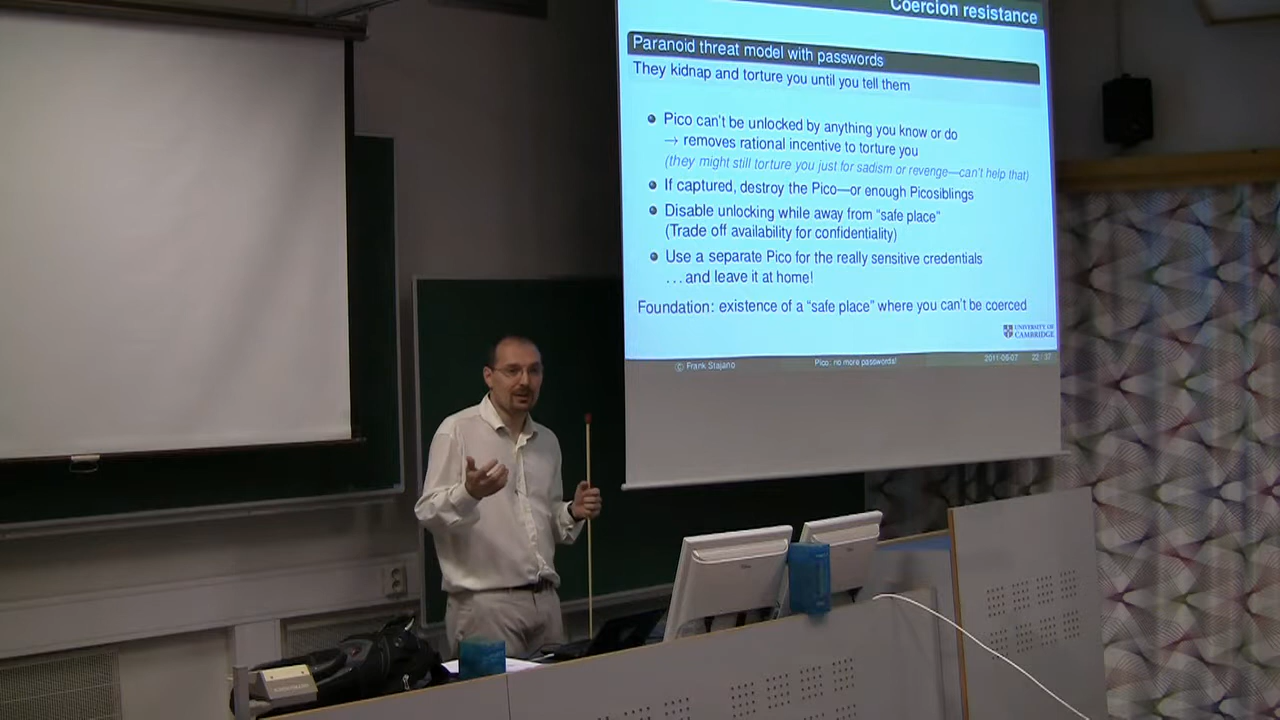 Coercion resistance
Paranoid threat model with passwords
They kidnap and torture you until you tell them
Pico can't be unlocked by anything you know or do
→ removes rational incentive to torture you
(they might still torture you just for sadism or revenge—can't help that)
If captured, destroy the Pico—or enough Picosiblings
Disable unlocking while away from “safe place”
(Trade off availability for confidentiality)
Use a separate Pico for the really sensitive credentials
...and leave it at home!
Foundation: existence of a “safe place” where you can't be coerced
UNIVERSITY OF
CAMBRIDGE
© Frank Stajano Pico: no more passwords! 2011-06-07 22 / 37